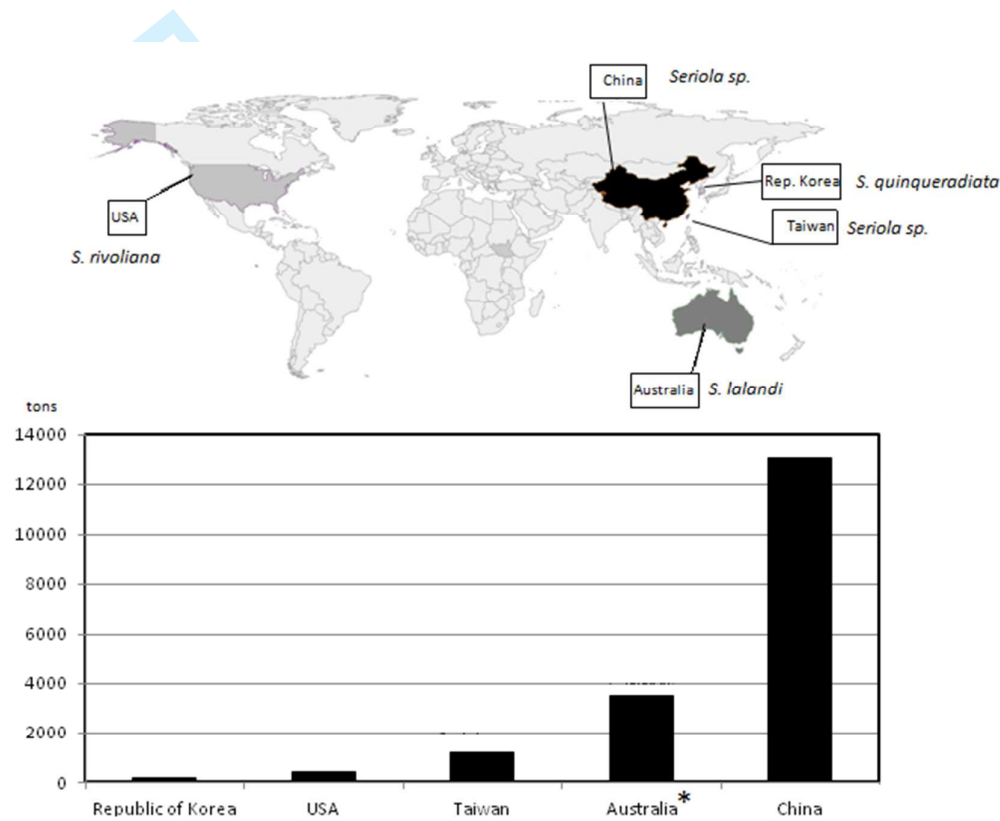 China Seriola sp.
Rep. Korea S. quinqueradiata
USA
Taiwan Seriola sp.
S. rivoliana
Australia S. lalandi
tons
14000
12000
10000
8000
6000
4000
2000
0
Republic of Korea USA Taiwan Australia* China